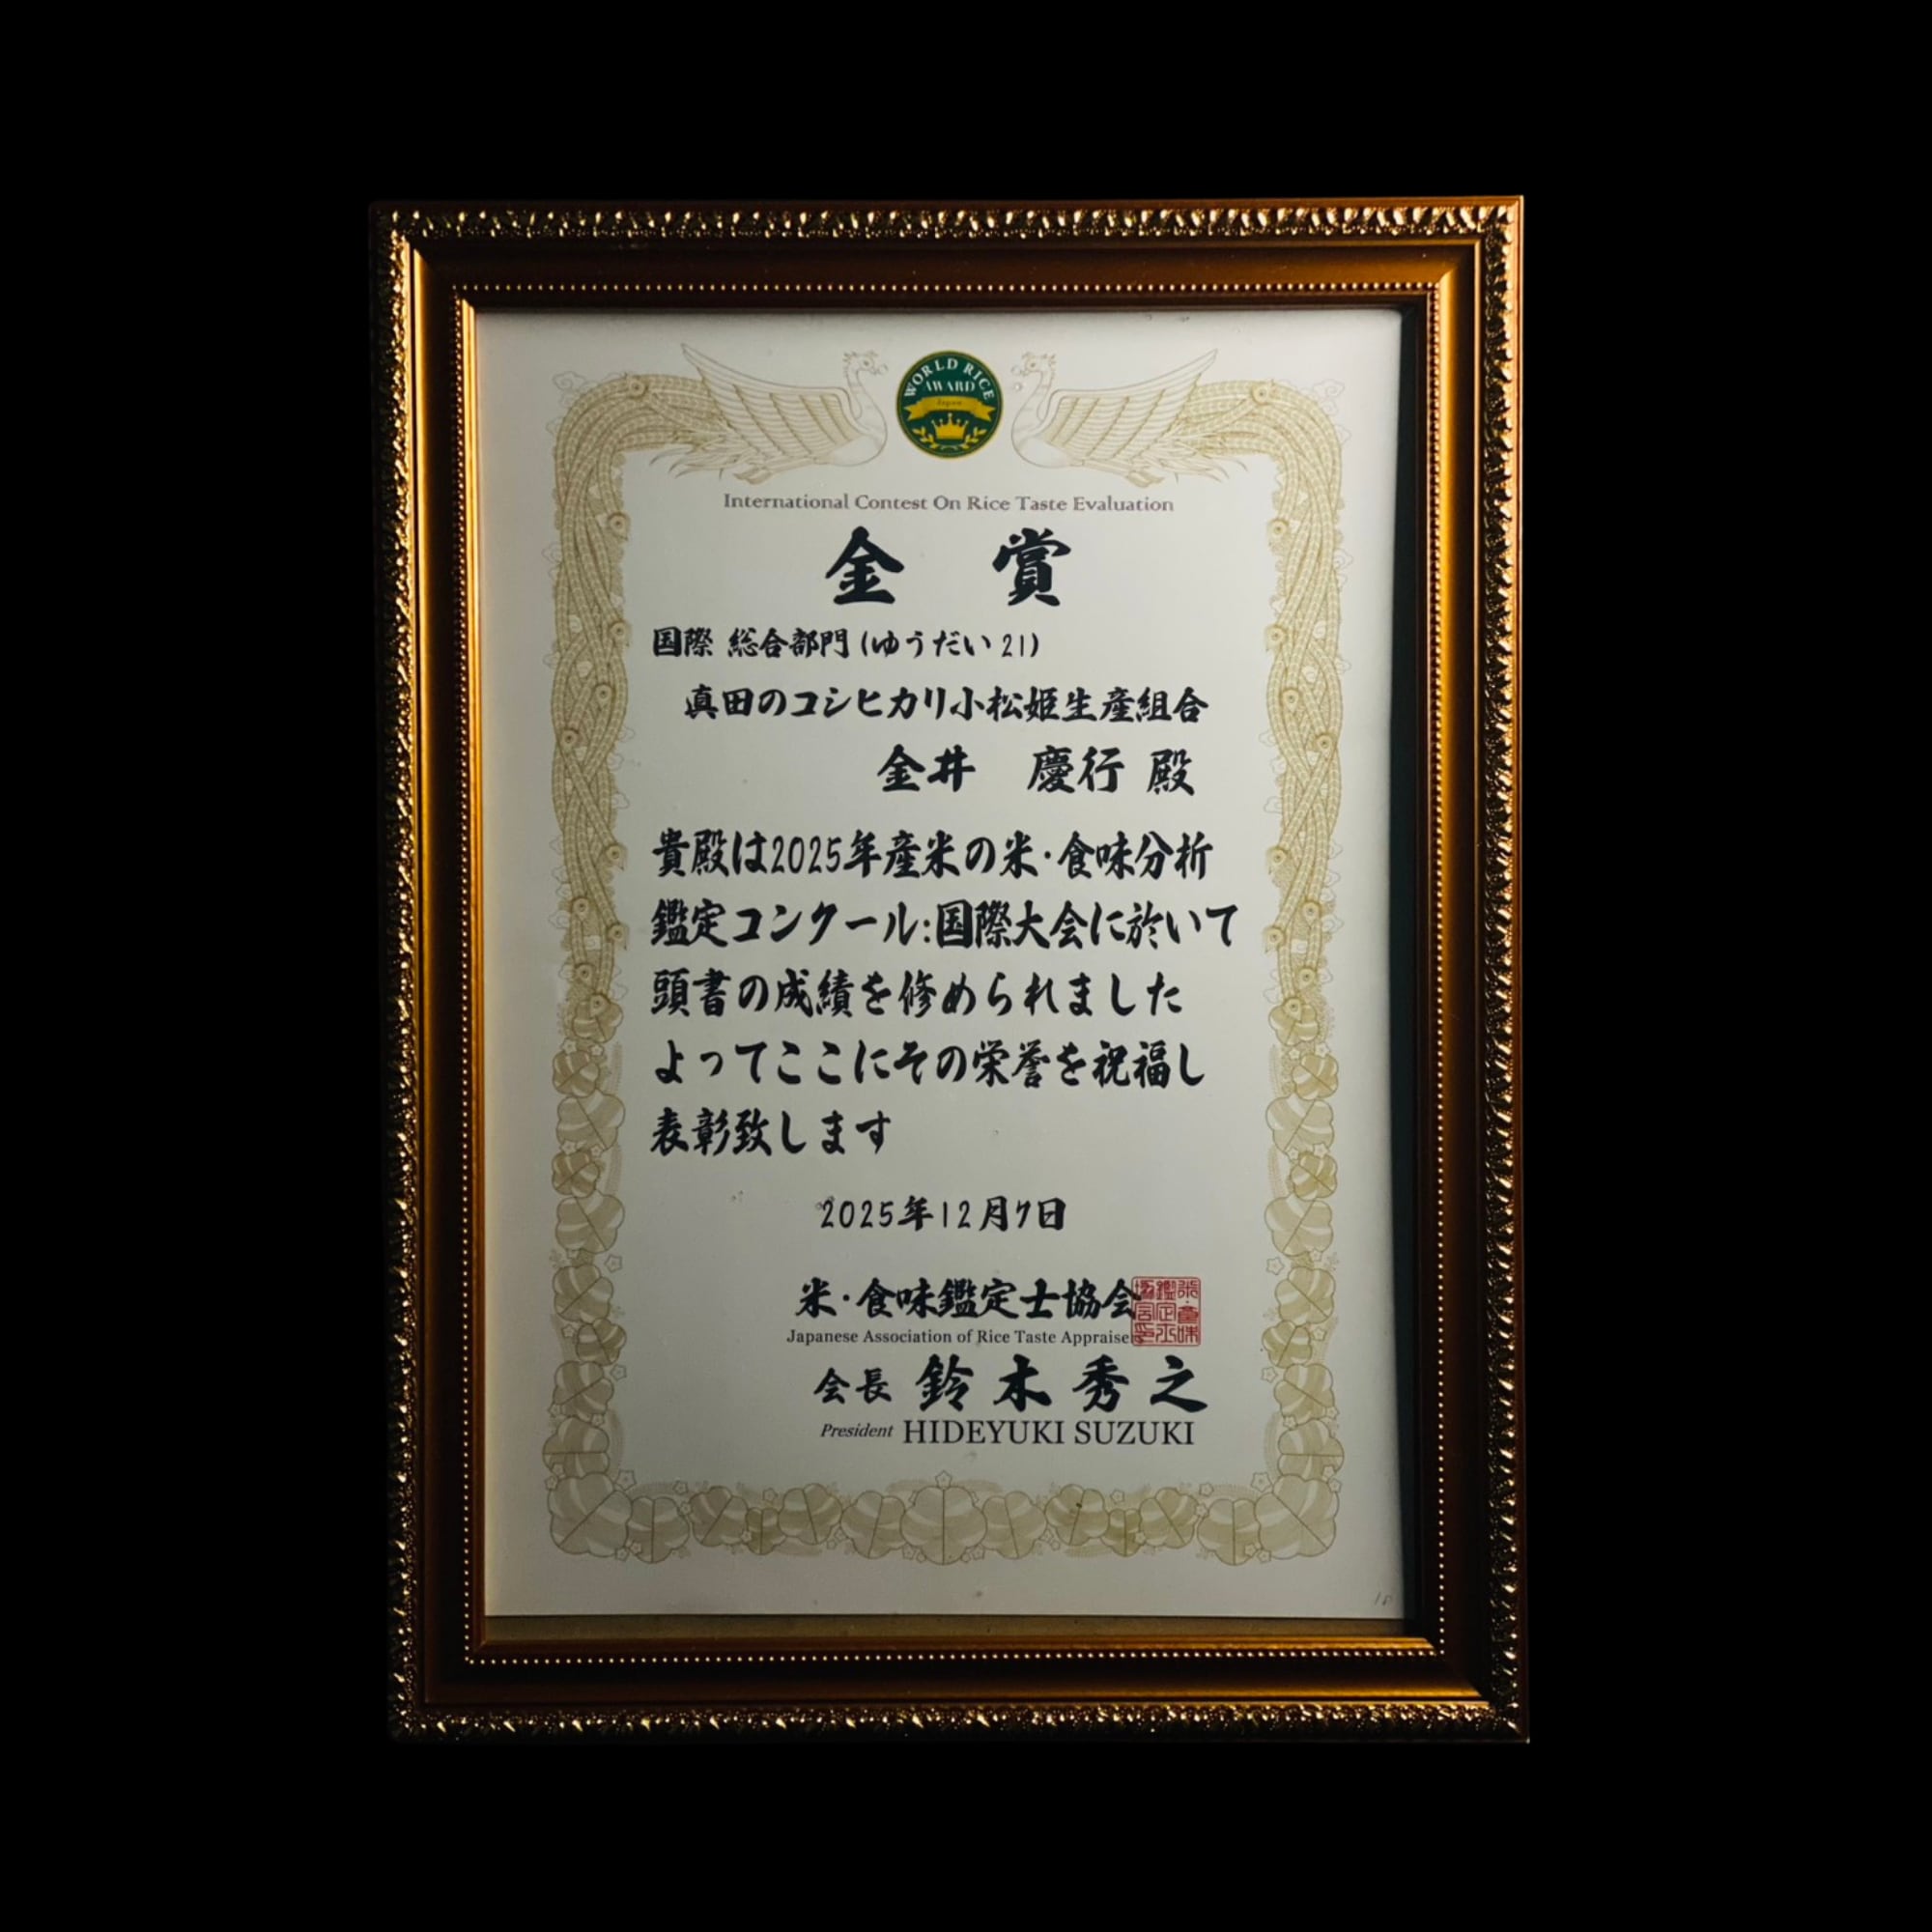 WORLD RICE
AWARD
Japan
International Contest On Rice Taste Evaluation
金 賞
国際 総合部門(ゆうだい21)
真田のコシヒカリ小松姫生産組合
金井 慶行 殿
貴殿は2025年産米の米・食味分析
鑑定コンクール:国際大会に於いて
頭書の成績を修められました
よってここにその栄誉を祝福し
表彰致します
2025年12月7日
米・食味鑑定士協会
Japanese Association of Rice Taste Appraise
会長 鈴木秀之
President HIDEYUKI SUZUKI